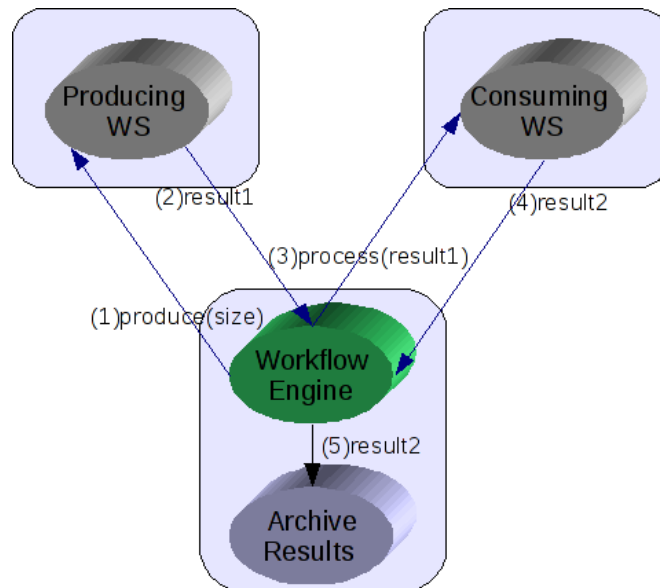 Producing
WS
Consuming
WS
(2)result1
(4)result2
(3)process(result1)
(1)produce(size)
Workflow
Engine
(5)result2
Archive
Results